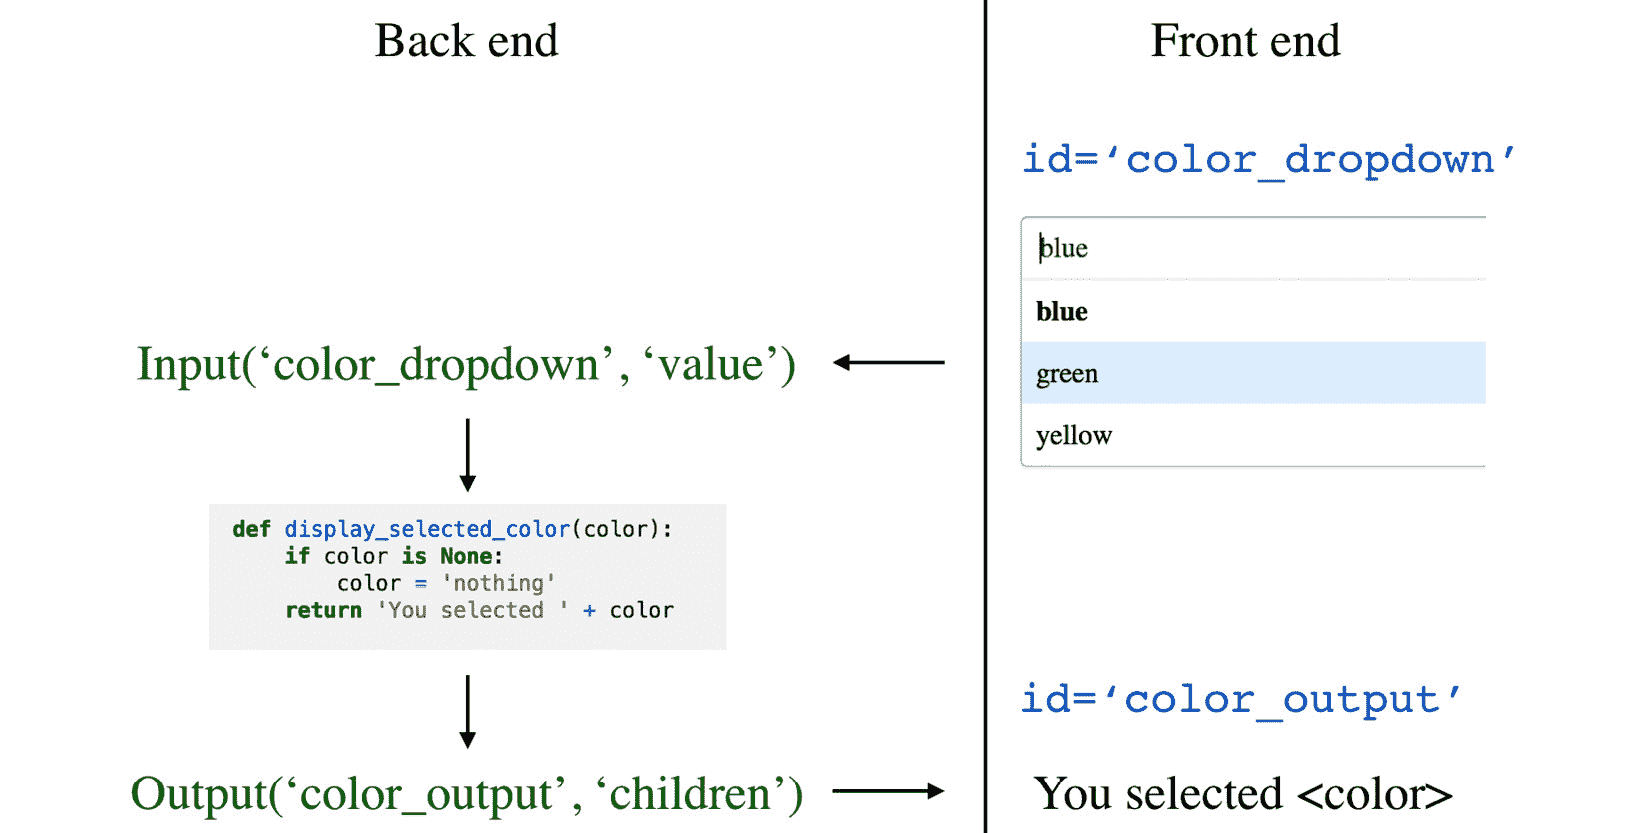 Back end
Front end
id=‘color_dropdown’
blue
blue
green
yellow
Input(‘color_dropdown’, ‘value’)
def display_selected_color(color):
    if color is None:
        color = 'nothing'
    return 'You selected ' + color
Output(‘color_output’, ‘children’)
id=‘color_output’
You selected <color>